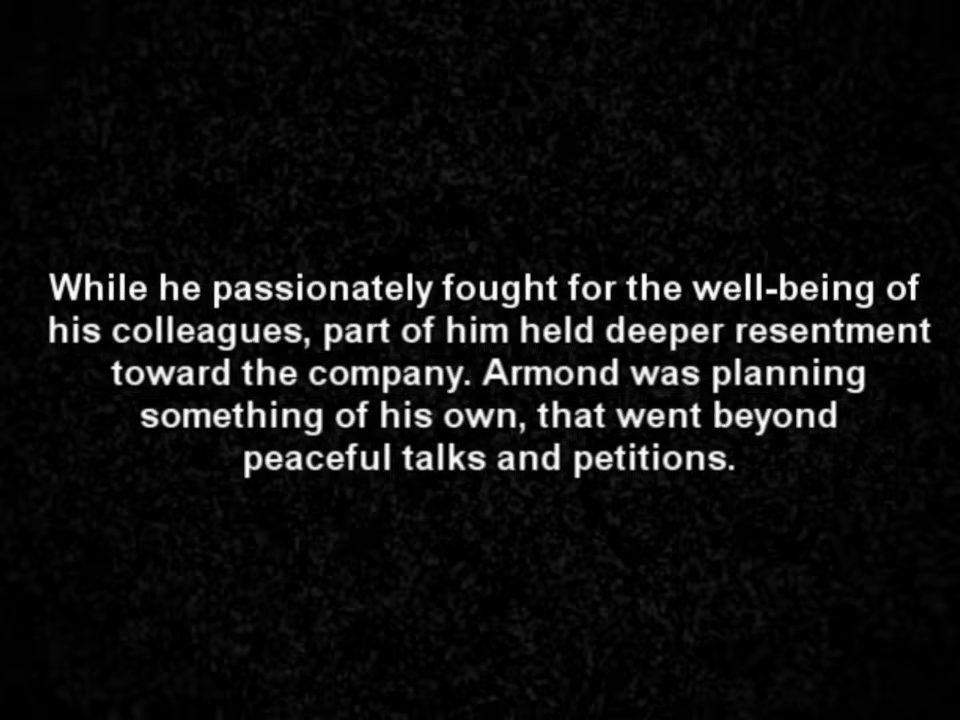 While he passionately fought for the well-being of
his colleagues, part of him held deeper resentment
toward the company. Armond was planning
something of his own, that went beyond
peaceful talks and petitions.